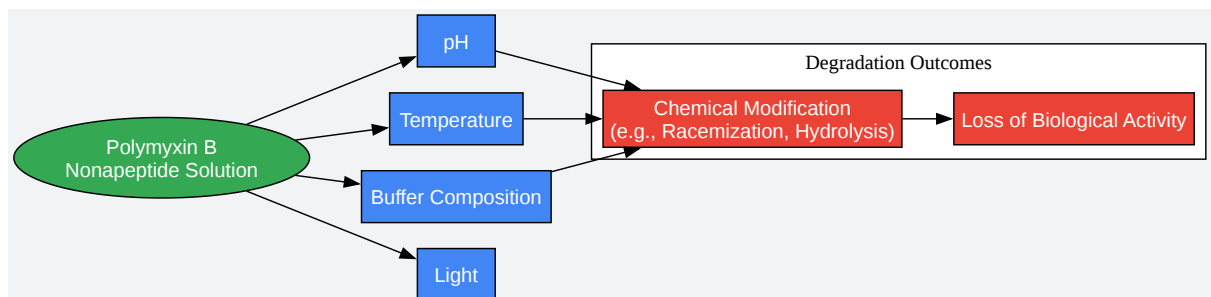 pH
Degradation Outcomes
Polymyxin B
Nonapeptide Solution
Temperature
Chemical Modification
(e.g., Racemization, Hydrolysis)
Loss of Biological Activity
Buffer Composition
Light